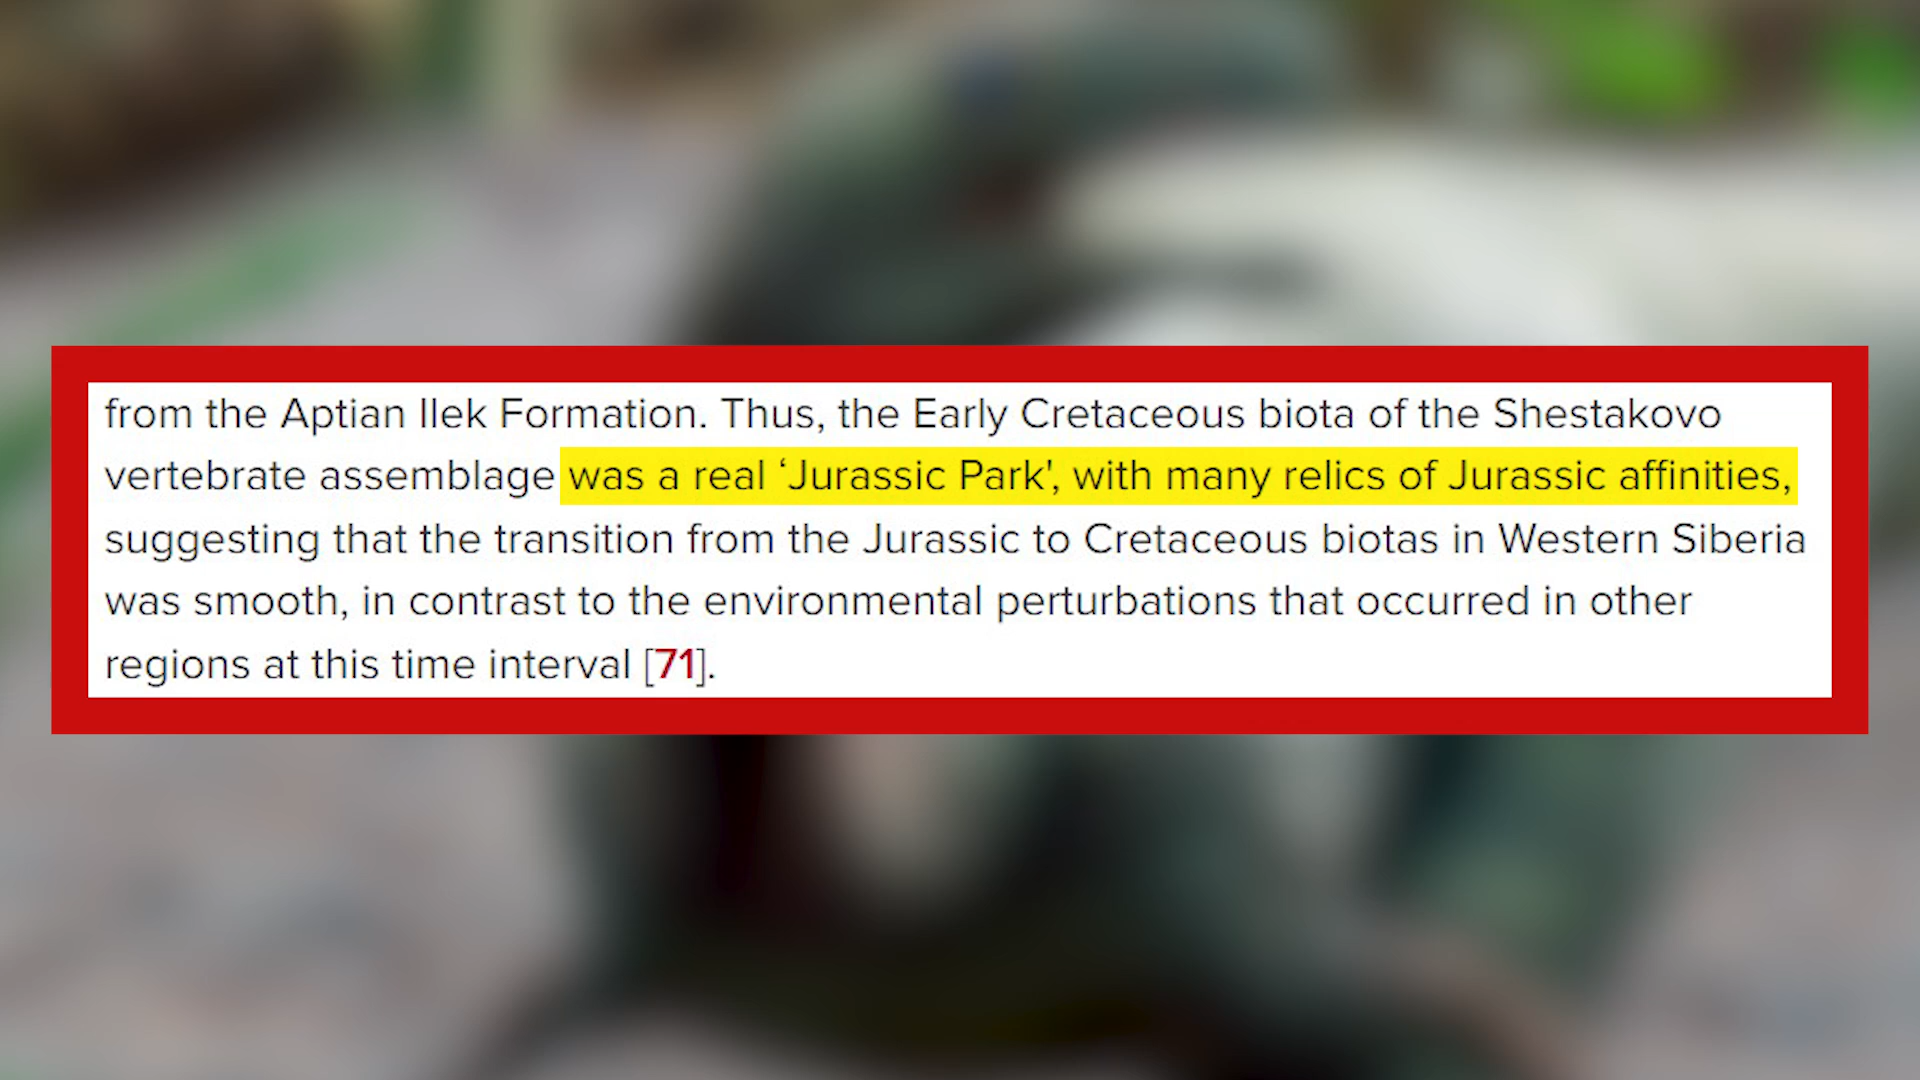 from the Aptian Ilek Formation. Thus, the Early Cretaceous biota of the Shestakovo
vertebrate assemblage was a real ‘Jurassic Park', with many relics of Jurassic affinities,
suggesting that the transition from the Jurassic to Cretaceous biotas in Western Siberia
was smooth, in contrast to the environmental perturbations that occurred in other
regions at this time interval [71].